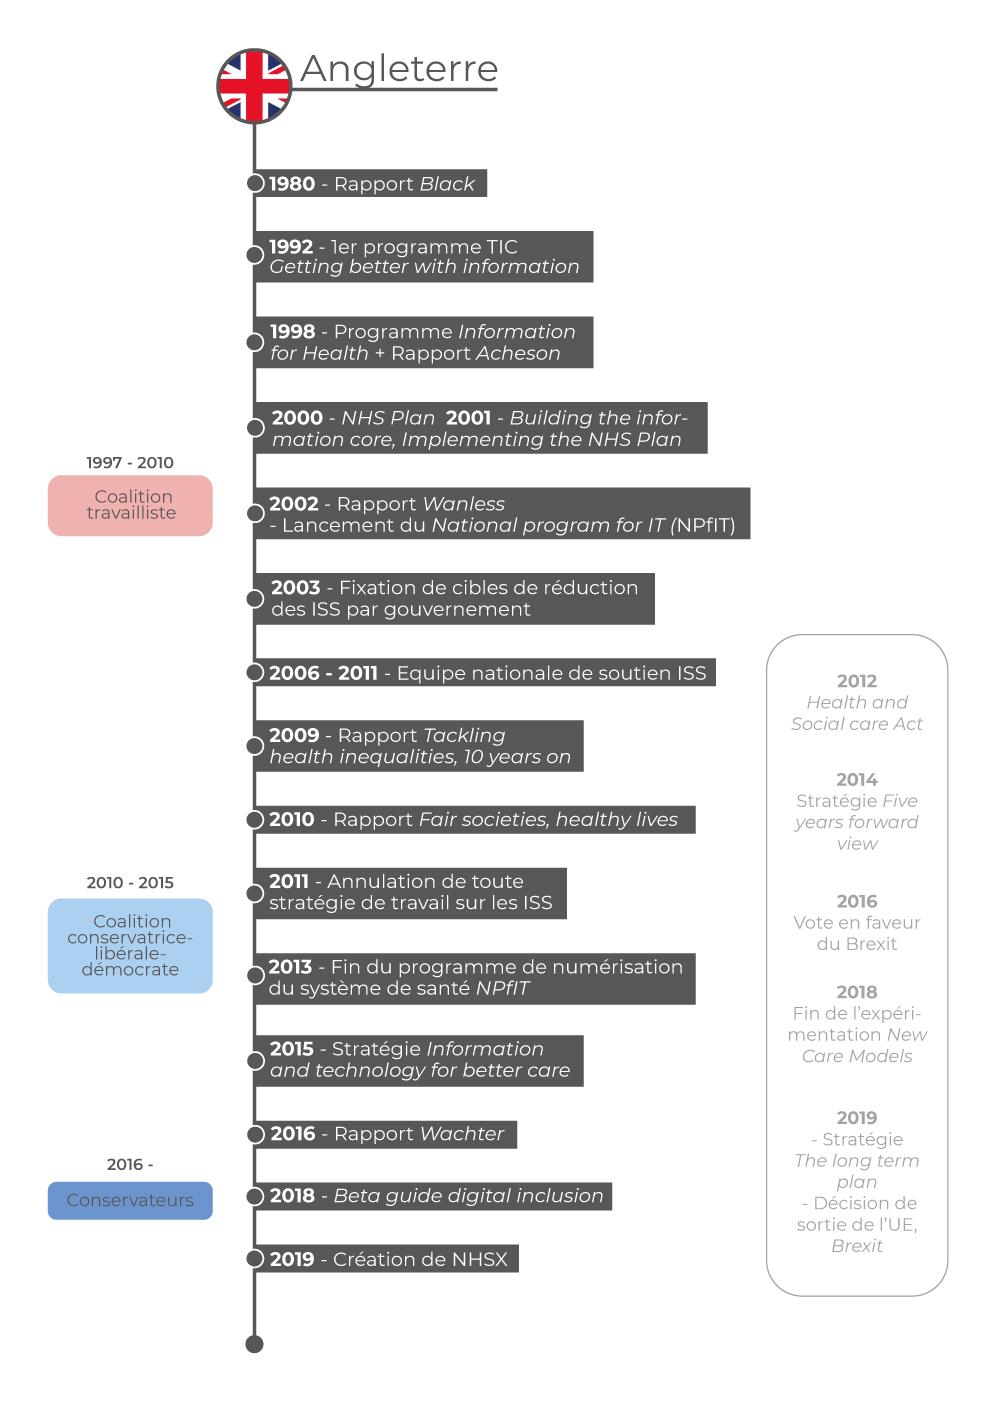 Angleterre
1980 - Rapport Black
1992 - 1er programme TIC
Getting better with information
1998 - Programme Information
for Health + Rapport Acheson
2000 - NHS Plan 2001 - Building the infor-
mation core, Implementing the NHS Plan
1997 - 2010
Coalition
travailliste
2002 - Rapport Wanless
- Lancement du National program for IT (NPfIT)
2003 - Fixation de cibles de réduction
des ISS par gouvernement
2006 - 2011 - Equipe nationale de soutien ISS
2009 - Rapport Tackling
health inequalities, 10 years on
2010 - Rapport Fair societies, healthy lives
2010 - 2015
Coalition
conservatrice-
libérale-
démocrate
2011 - Annulation de toute
stratégie de travail sur les ISS
2013 - Fin du programme de numérisation
du système de santé NPfIT
2015 - Stratégie Information
and technology for better care
2016 - Rapport Wachter
2016 -
Conservateurs
2018 - Beta guide digital inclusion
2019 - Création de NHSX
2012
Health and
Social care Act
2014
Stratégie Five
years forward
view
2016
Vote en faveur
du Brexit
2018
Fin de l'expéri-
mentation New
Care Models
2019
- Stratégie
The long term
plan
- Décision de
sortie de l'UE,
Brexit